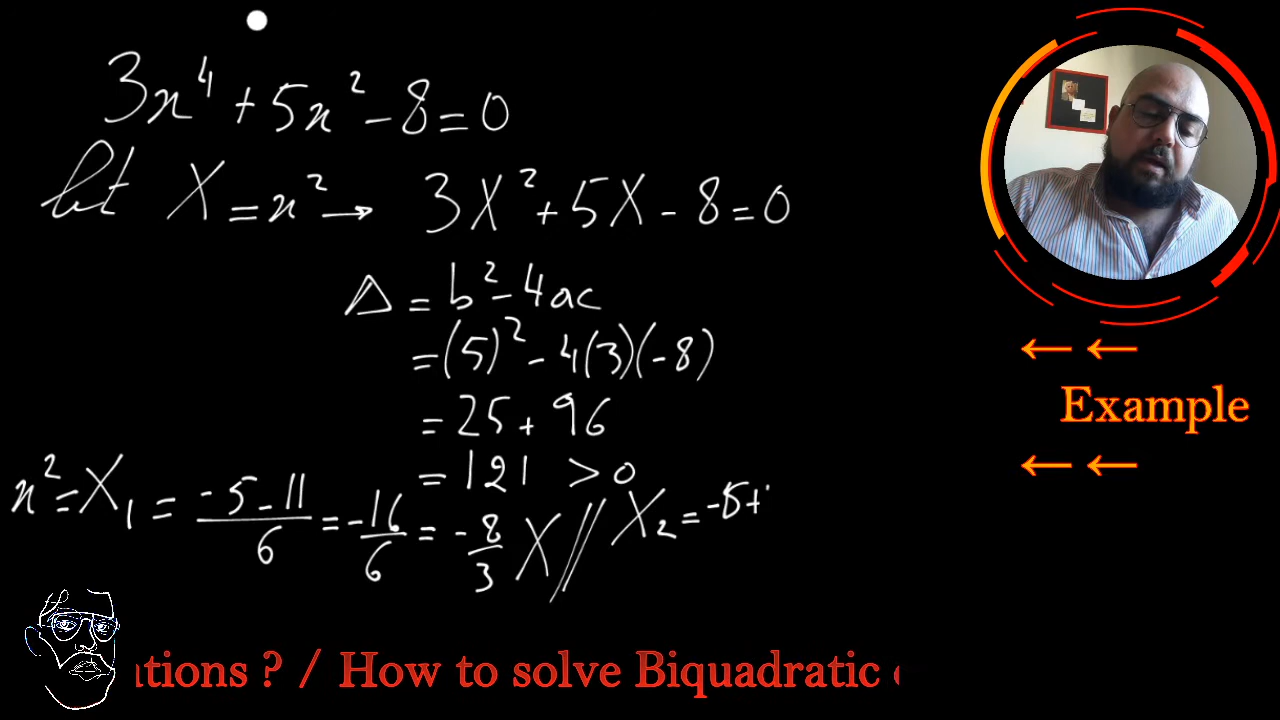 3x⁴ + 5x² - 8 = 0
let X = x² → 3X² + 5X - 8 = 0
Δ = b² - 4ac
= (5)² - 4(3)(-8)
= 25 + 96
= 121 > 0
x² = X₁ = (-5 - 11)/6 = -16/6 = -8/3 X // X₂ = -5+
← ←
Example
← ←
ations ? / How to solve Biquadratic